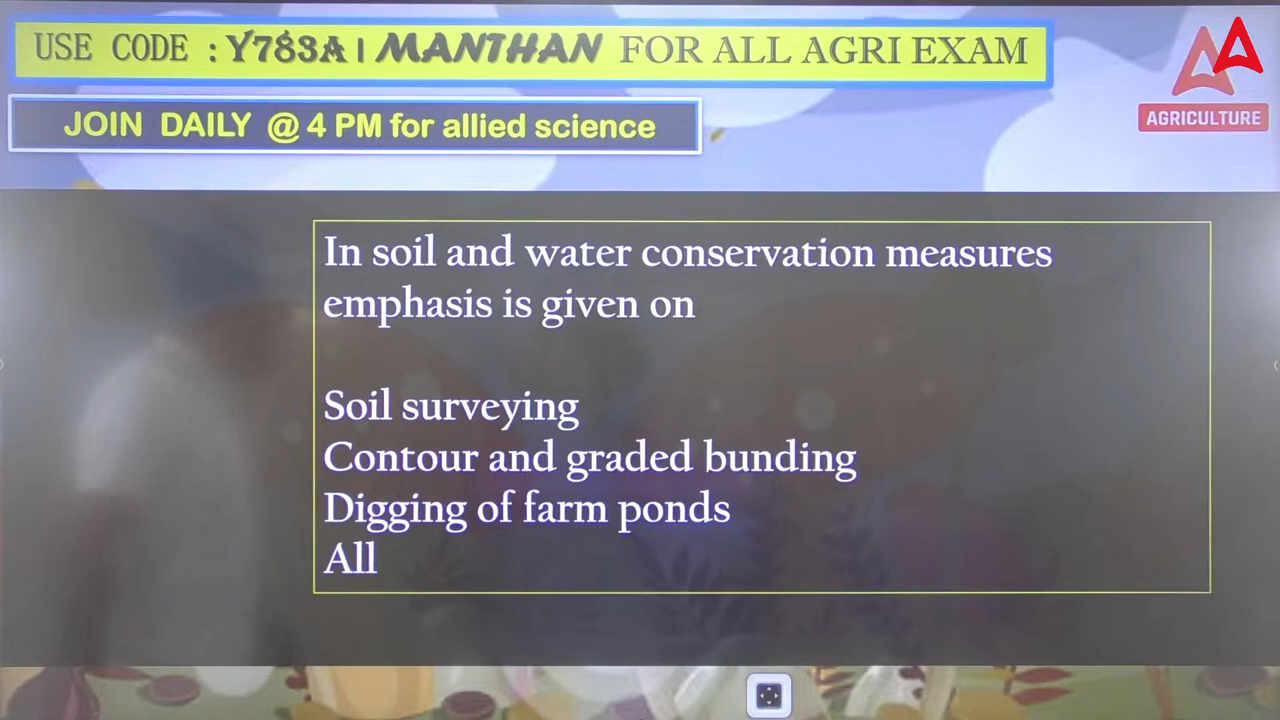 USE CODE : Y783A | MANTHAN FOR ALL AGRI EXAM
AGRICULTURE
JOIN DAILY @ 4 PM for allied science
In soil and water conservation measures
emphasis is given on
Soil surveying
Contour and graded bunding
Digging of farm ponds
All